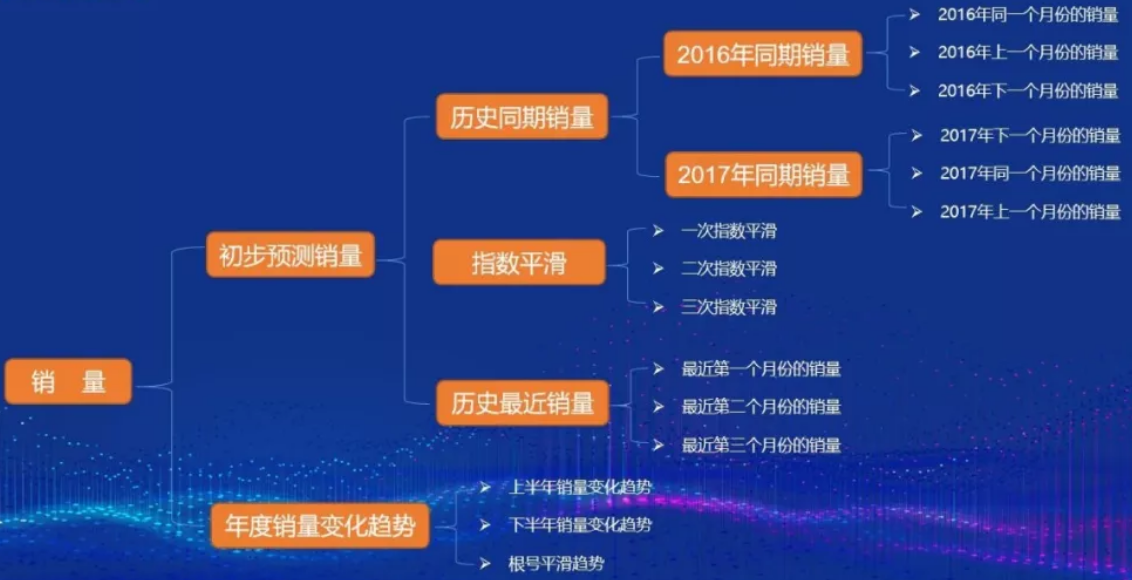 2016年同一个月份的销量
2016年同期销量
2016年上一个月份的销量
2016年下一个月份的销量
历史同期销量
2017年下一个月份的销量
2017年同期销量
2017年同一个月份的销量
2017年上一个月份的销量
初步预测销量
一次指数平滑
指数平滑
二次指数平滑
三次指数平滑
销 量
最近第一个月份的销量
历史最近销量
最近第二个月份的销量
最近第三个月份的销量
上半年销量变化趋势
年度销量变化趋势
下半年销量变化趋势
根号平滑趋势